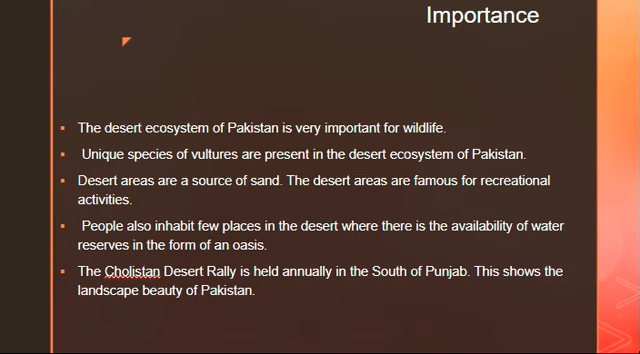 Importance
The desert ecosystem of Pakistan is very important for wildlife.
Unique species of vultures are present in the desert ecosystem of Pakistan.
Desert areas are a source of sand. The desert areas are famous for recreational
activities.
People also inhabit few places in the desert where there is the availability of water
reserves in the form of an oasis.
The Cholistan Desert Rally is held annually in the South of Punjab. This shows the
landscape beauty of Pakistan.